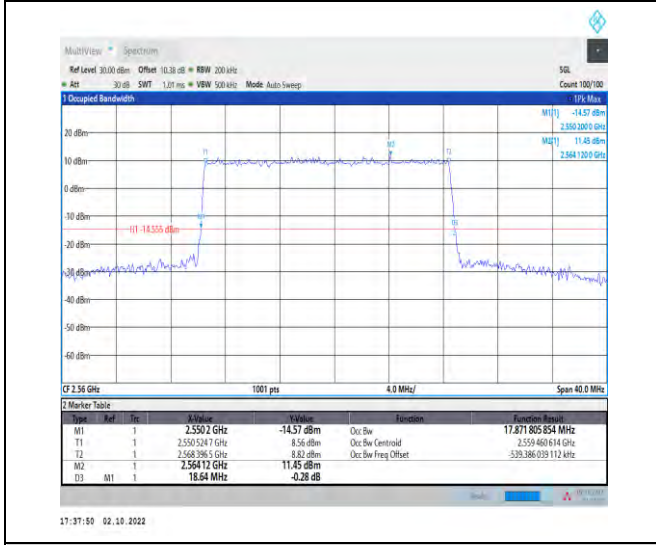 MultiView Spectrum
Ref Level 30.00 dBm Offset 10.38 dB RBW 200 kHz SGL
Att 30 dB SWT 1.01 ms VBW 500 kHz Mode Auto Sweep Count 100/100
1 Occupied Bandwidth 1Pk Max
M1[1] -14.57 dBm
2.550 200 0 GHz
20 dBm
M2[1] 11.45 dBm
2.564 120 0 GHz
T1 M2 T2
10 dBm
0 dBm
-10 dBm
H1 -14.555 dBm
-20 dBm
-30 dBm
-40 dBm
-50 dBm
-60 dBm
CF 2.56 GHz 1001 pts 4.0 MHz/ Span 40.0 MHz
2 Marker Table
Type Ref Trc X-Value Y-Value Function Function Result
M1 1 2.550 2 GHz -14.57 dBm Occ Bw 17.871 805 854 MHz
T1 1 2.550 524 7 GHz 8.56 dBm Occ Bw Centroid 2.559 460 614 GHz
T2 1 2.568 396 5 GHz 8.82 dBm Occ Bw Freq Offset -539.386 039 112 kHz
M2 1 2.564 12 GHz 11.45 dBm
D3 M1 1 18.64 MHz -0.28 dB
17:37:50 02.10.2022